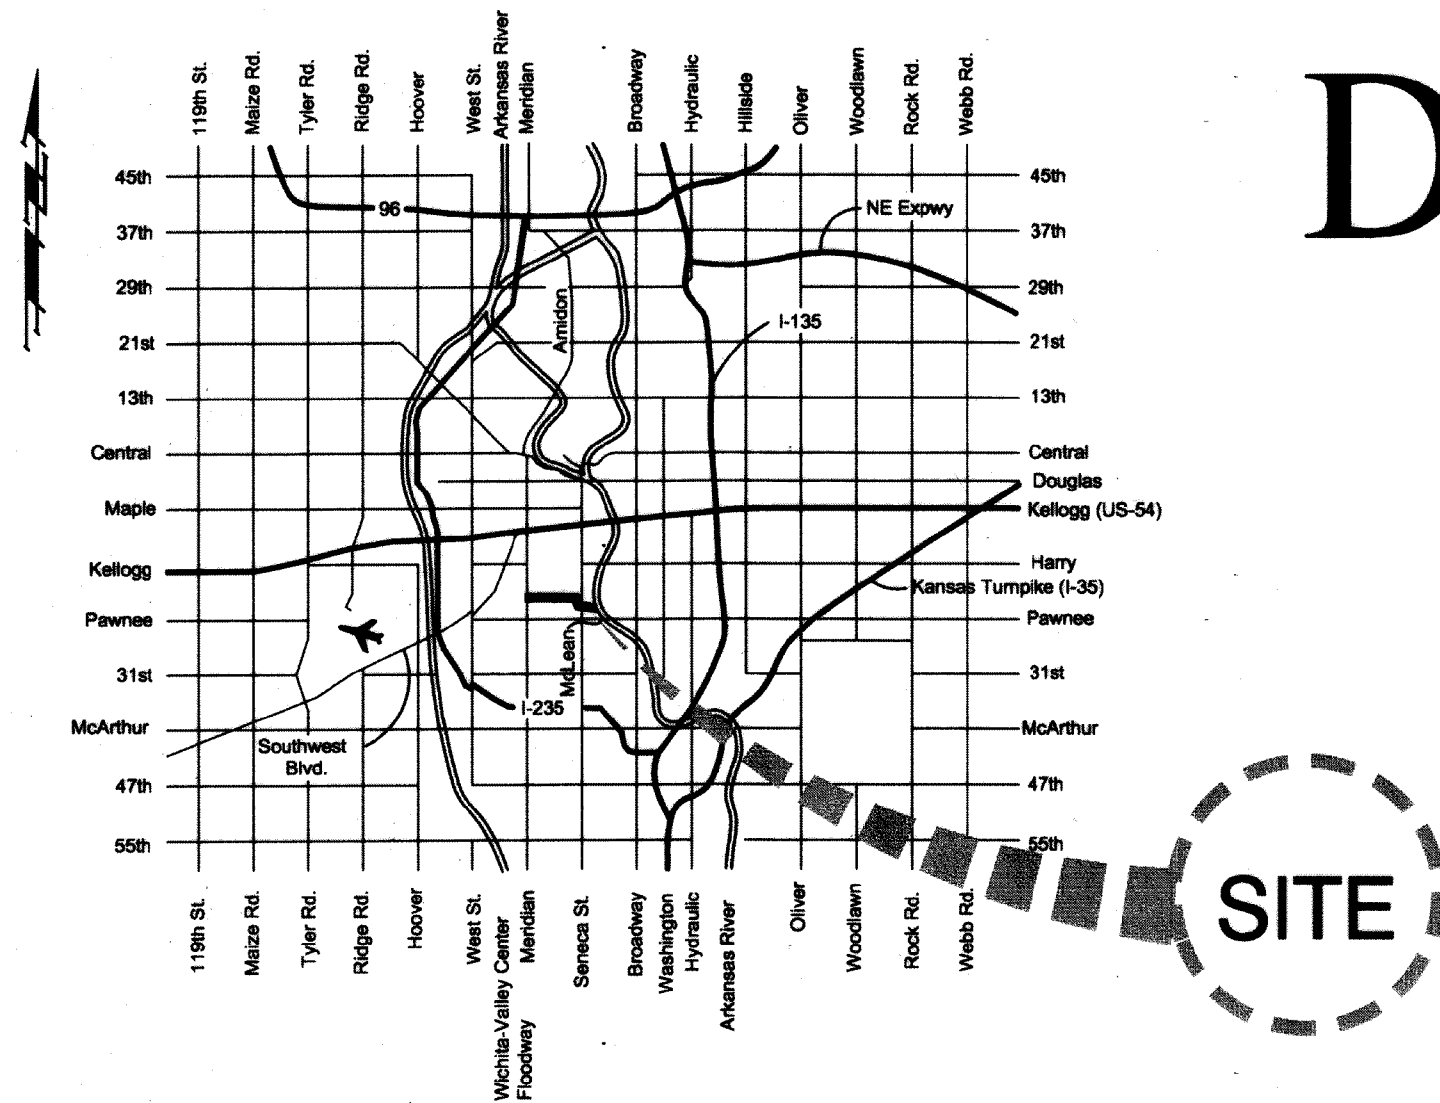 119th St.
Maize Rd.
Tyler Rd.
Ridge Rd.
Hoover
West St.
Arkansas River
Meridian
Broadway
Hydraulic
Hillside
Oliver
Woodlawn
Rock Rd.
Webb Rd.
D
45th
45th
96
NE Expwy
37th
37th
29th
29th
Amidon
I-135
21st
21st
13th
13th
Central
Central
Douglas
Maple
Kellogg (US-54)
Kellogg
Harry
Kansas Turnpike (I-35)
Pawnee
Pawnee
McLean
31st
31st
I-235
McArthur
McArthur
Southwest
Blvd.
47th
47th
55th
55th
SITE
119th St.
Maize Rd.
Tyler Rd.
Ridge Rd.
Hoover
West St.
Wichita-Valley Center
Floodway
Meridian
Seneca St.
Broadway
Washington
Hydraulic
Arkansas River
Oliver
Woodlawn
Rock Rd.
Webb Rd.